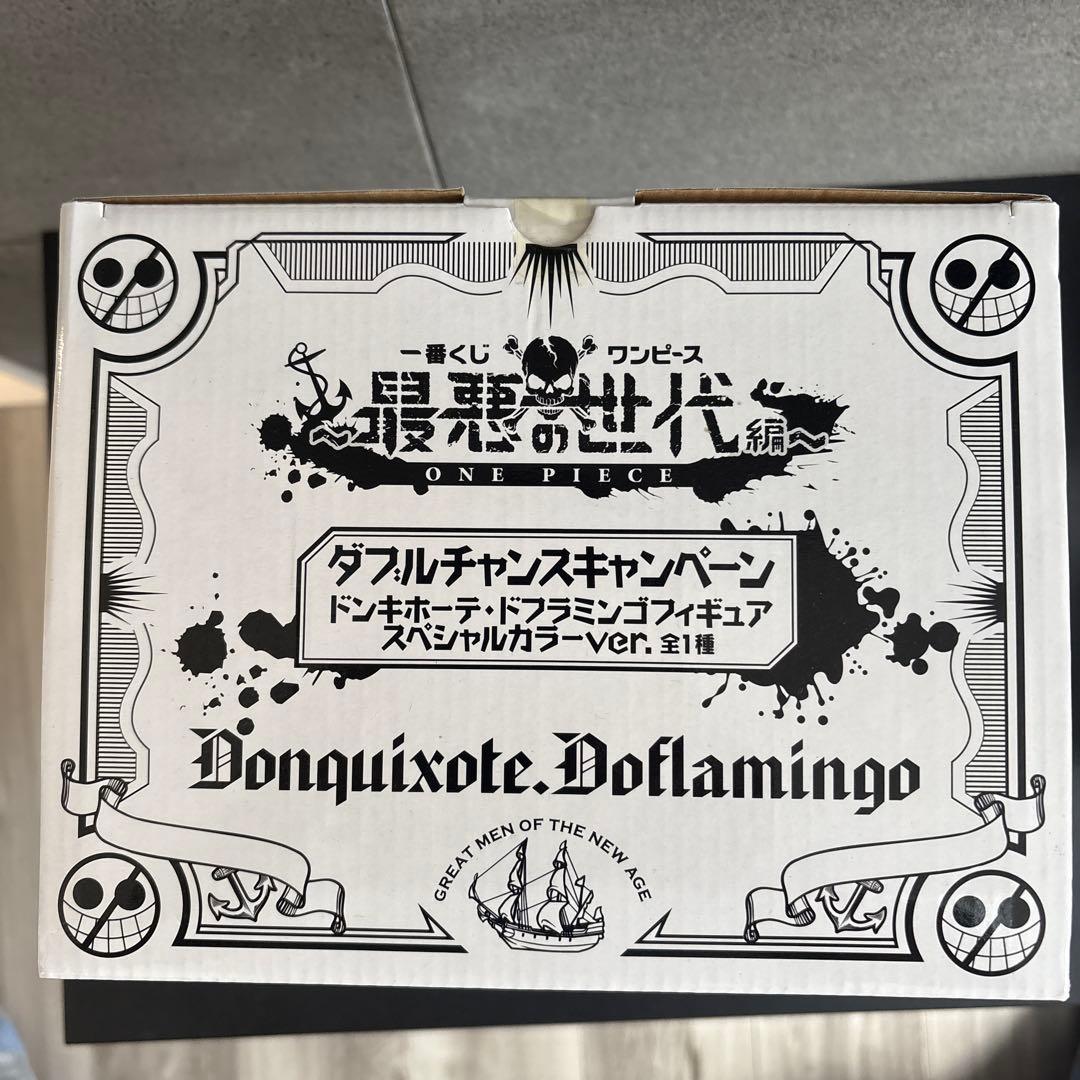 一番くじ ワンピース
～最悪の世代編～
ONE PIECE
ダブルチャンスキャンペーン
ドンキホーテ・ドフラミンゴフィギュア
スペシャルカラーver. 全1種
Donquixote.Doflamingo
GREAT MEN OF THE NEW AGE